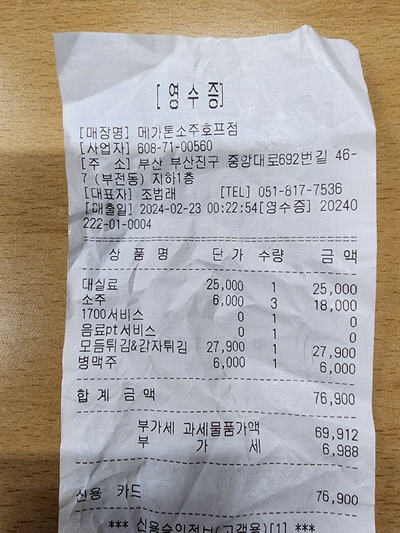 [영 수 증]
[매장명] 메가톤소주호프점
[사업자] 608-71-00560
[주 소] 부산 부산진구 중앙대로692번길 46-
7 (부전동) 지하1층
[대표자] 조범래 [TEL] 051-817-7536
[매출일] 2024-02-23 00:22:54[영수증] 20240
222-01-0004
상 품 명 단 가 수량 금 액
대실료 25,000 1 25,000
소주 6,000 3 18,000
1700서비스 0 1 0
음료pt서비스 0 1 0
모듬튀김&감자튀김 27,900 1 27,900
병맥주 6,000 1 6,000
합 계 금 액 76,900
부가세 과세물품가액 69,912
부 가 세 6,988
신용 카드 76,900
*** 신용승인정보(고객용)[1] ***